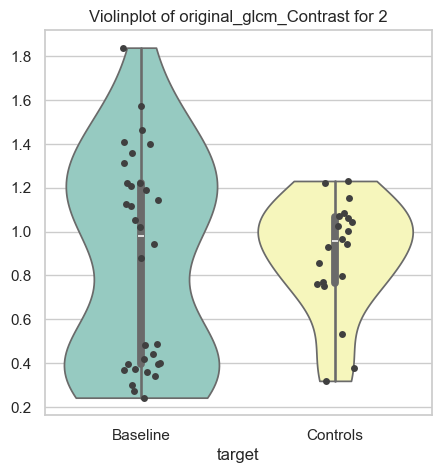 Violinplot of original_glcm_Contrast for 2
1.8
1.6
1.4
1.2
1.0
0.8
0.6
0.4
0.2
Baseline
Controls
target